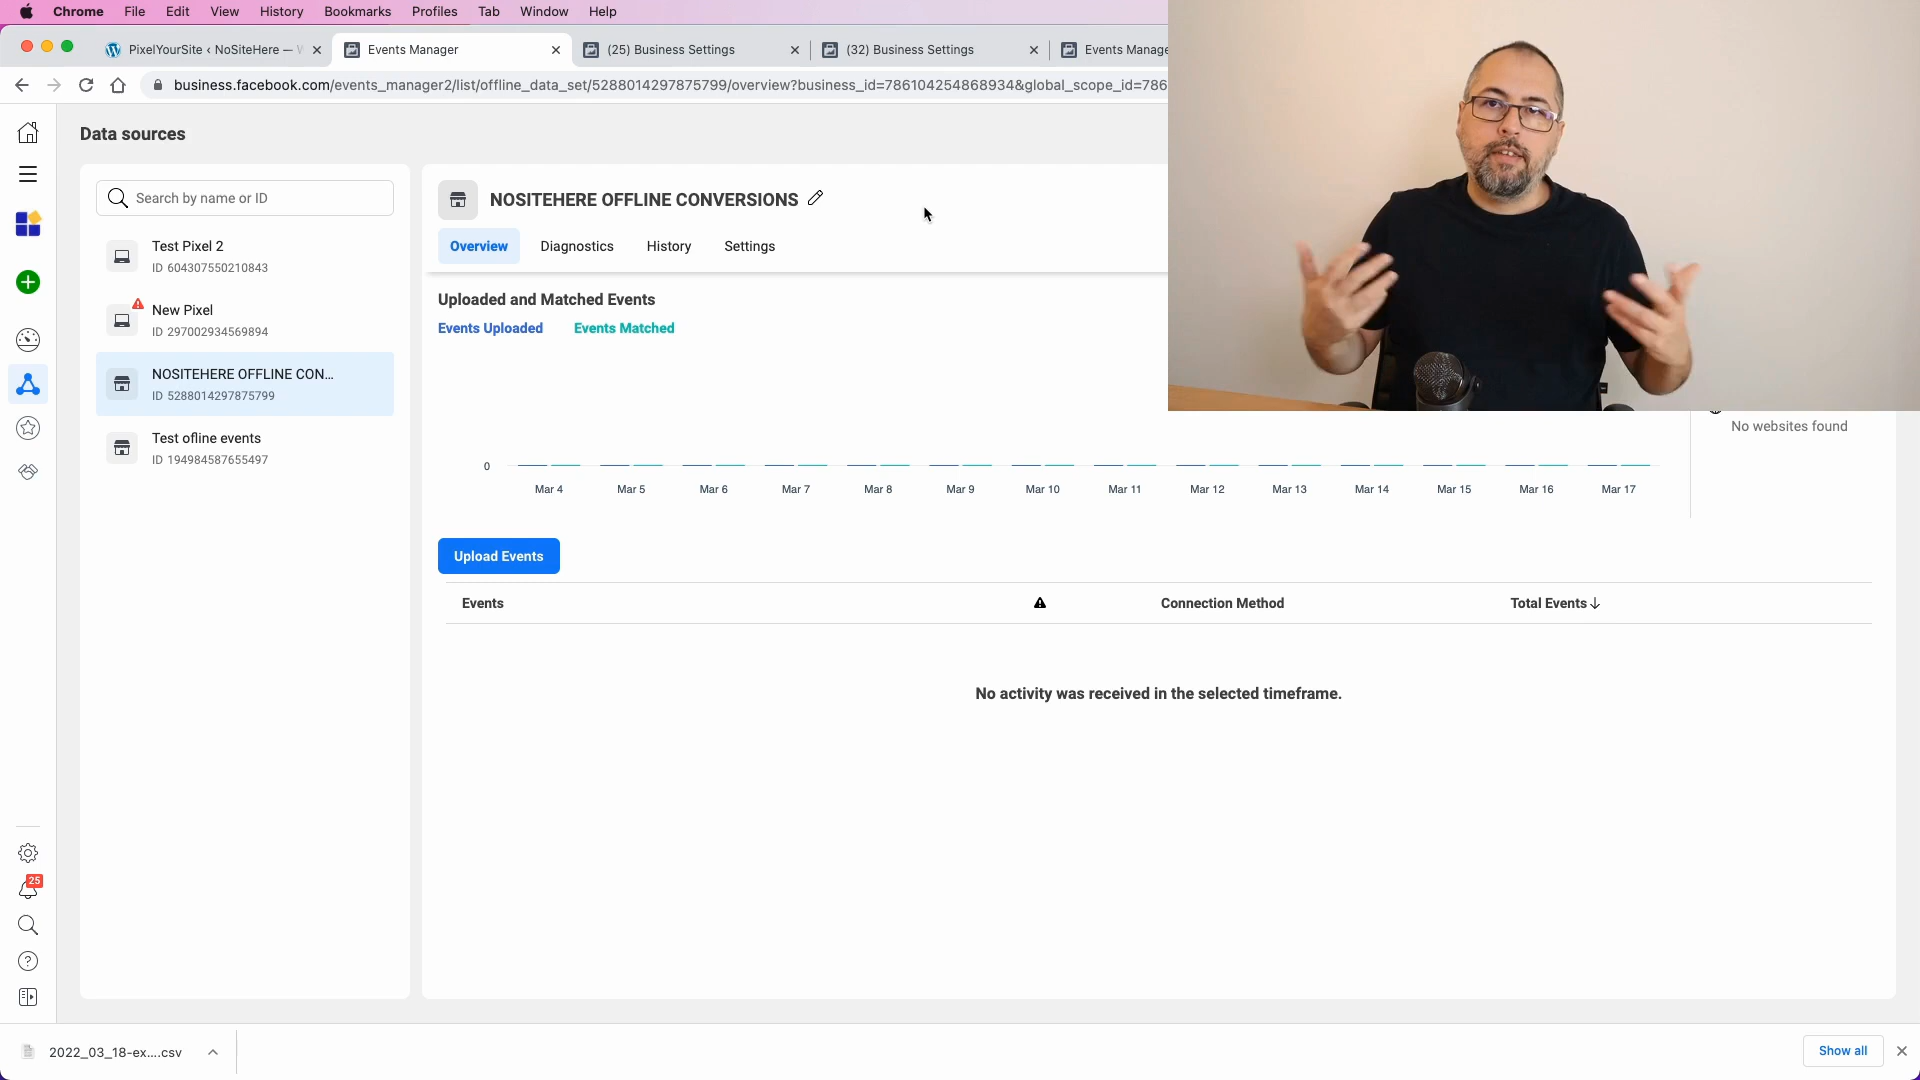 Chrome File Edit View History Bookmarks Profiles Tab Window Help
PixelYourSite ‹ NoSiteHere —
Events Manager
(25) Business Settings
(32) Business Settings
Events Manage
business.facebook.com/events_manager2/list/offline_data_set/5288014297875799/overview?business_id=786104254868934&global_scope_id=786
Data sources
Search by name or ID
Test Pixel 2
ID 604307550210843
New Pixel
ID 297002934569894
NOSITEHERE OFFLINE CON...
ID 5288014297875799
Test ofline events
ID 194984587655497
NOSITEHERE OFFLINE CONVERSIONS
Overview Diagnostics History Settings
Uploaded and Matched Events
Events Uploaded Events Matched
No websites found
0
Mar 4 Mar 5 Mar 6 Mar 7 Mar 8 Mar 9 Mar 10 Mar 11 Mar 12 Mar 13 Mar 14 Mar 15 Mar 16 Mar 17
Upload Events
Events Connection Method Total Events
No activity was received in the selected timeframe.
25
2022_03_18-ex....csv
Show all